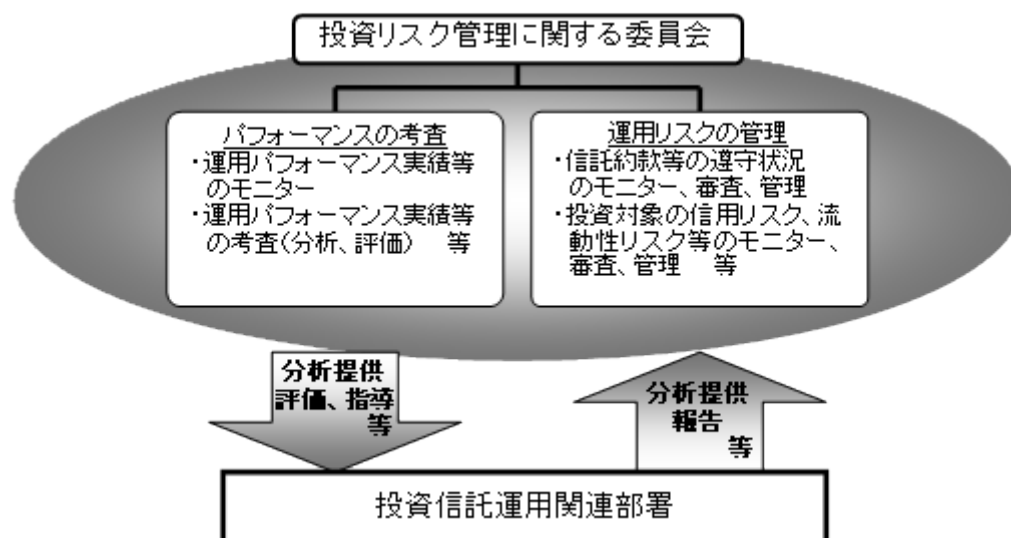 投資リスク管理に関する委員会
パフォーマンスの考査
・運用パフォーマンス実績等
のモニター
・運用パフォーマンス実績等
の考査(分析、評価) 等
運用リスクの管理
・信託約款等の遵守状況
のモニター、審査、管理
・投資対象の信用リスク、流
動性リスク等のモニター、
審査、管理 等
分析提供
評価、指導
等
分析提供
報告
等
投資信託運用関連部署